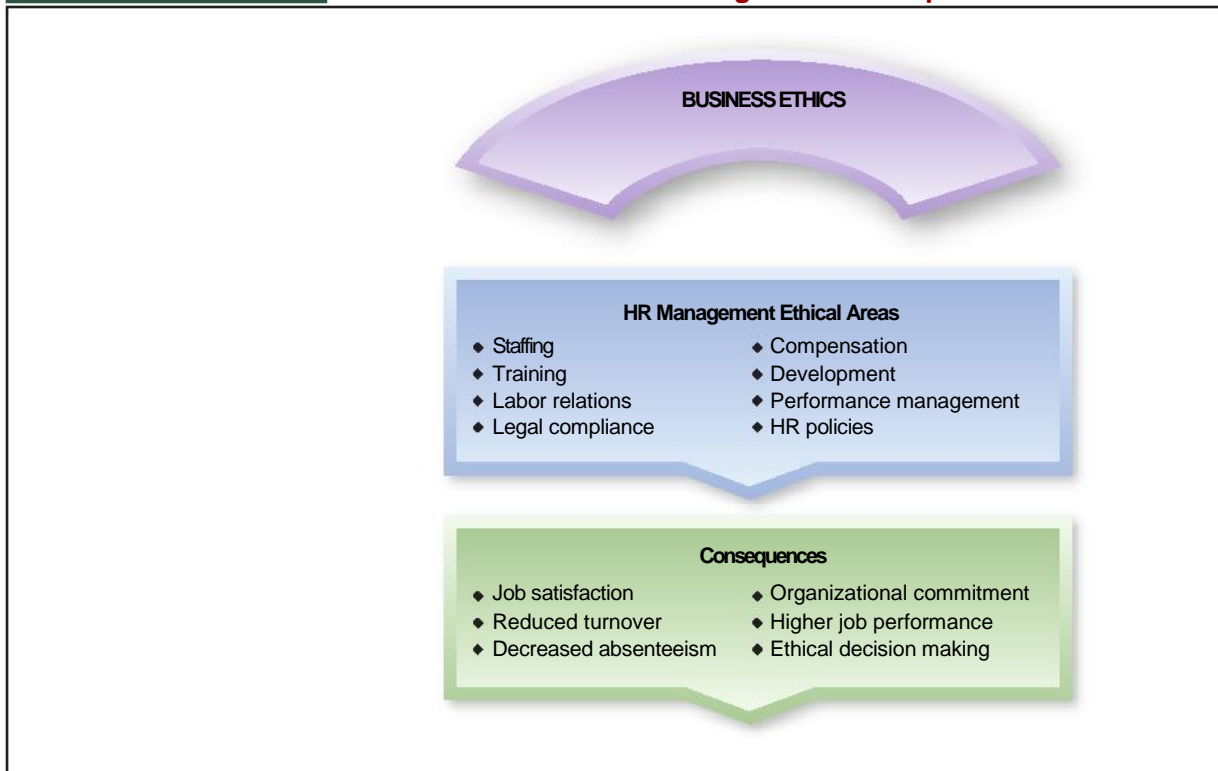 BUSINESS ETHICS
HR Management Ethical Areas
◆ Staffing
◆ Training
◆ Labor relations
◆ Legal compliance
◆ Compensation
◆ Development
◆ Performance management
◆ HR policies
Consequences
◆ Job satisfaction
◆ Reduced turnover
◆ Decreased absenteeism
◆ Organizational commitment
◆ Higher job performance
◆ Ethical decision making